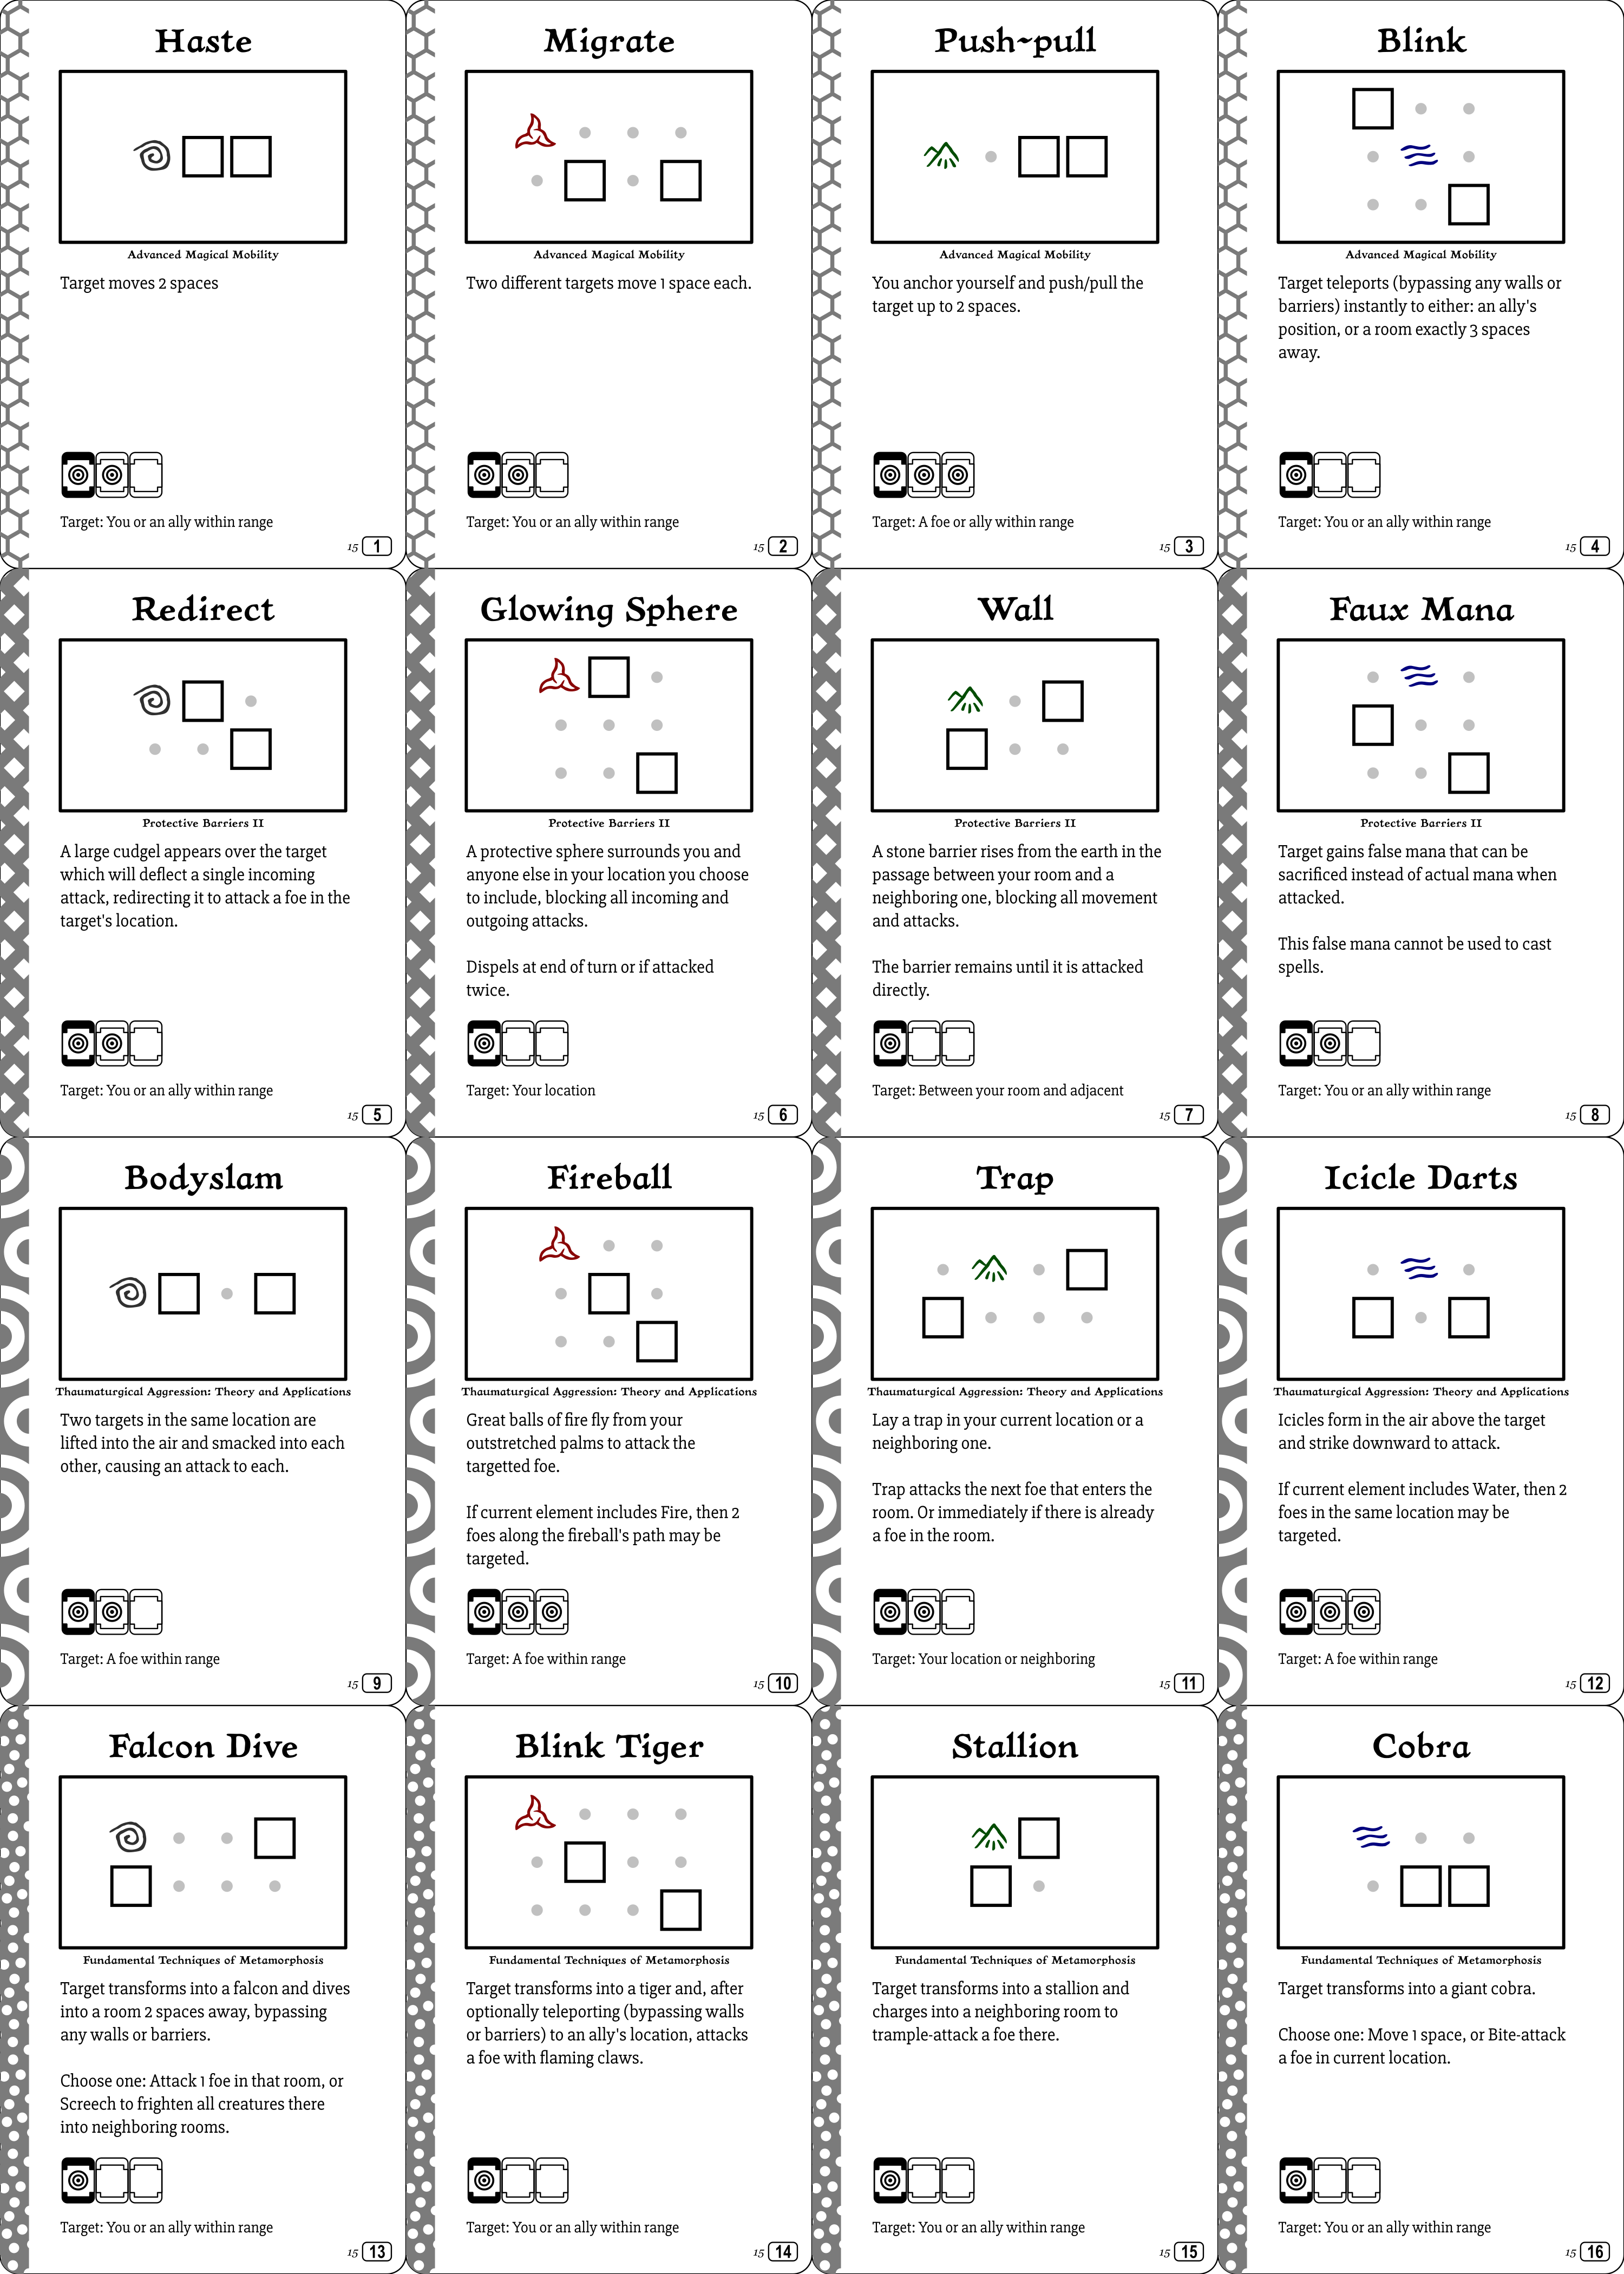 Haste
Advanced Magical Mobility
Target moves 2 spaces
Target: You or an ally within range
15 1
Migrate
Advanced Magical Mobility
Two different targets move 1 space each.
Target: You or an ally within range
15 2
Push~pull
Advanced Magical Mobility
You anchor yourself and push/pull the
target up to 2 spaces.
Target: A foe or ally within range
15 3
Blink
Advanced Magical Mobility
Target teleports (bypassing any walls or
barriers) instantly to either: an ally's
position, or a room exactly 3 spaces
away.
Target: You or an ally within range
15 4
Redirect
Protective Barriers II
A large cudgel appears over the target
which will deflect a single incoming
attack, redirecting it to attack a foe in the
target's location.
Target: You or an ally within range
15 5
Glowing Sphere
Protective Barriers II
A protective sphere surrounds you and
anyone else in your location you choose
to include, blocking all incoming and
outgoing attacks.
Dispels at end of turn or if attacked
twice.
Target: Your location
15 6
Wall
Protective Barriers II
A stone barrier rises from the earth in the
passage between your room and a
neighboring one, blocking all movement
and attacks.
The barrier remains until it is attacked
directly.
Target: Between your room and adjacent
15 7
Faux Mana
Protective Barriers II
Target gains false mana that can be
sacrificed instead of actual mana when
attacked.
This false mana cannot be used to cast
spells.
Target: You or an ally within range
15 8
Bodyslam
Thaumaturgical Aggression: Theory and Applications
Two targets in the same location are
lifted into the air and smacked into each
other, causing an attack to each.
Target: A foe within range
15 9
Fireball
Thaumaturgical Aggression: Theory and Applications
Great balls of fire fly from your
outstretched palms to attack the
targetted foe.
If current element includes Fire, then 2
foes along the fireball's path may be
targeted.
Target: A foe within range
15 10
Trap
Thaumaturgical Aggression: Theory and Applications
Lay a trap in your current location or a
neighboring one.
Trap attacks the next foe that enters the
room. Or immediately if there is already
a foe in the room.
Target: Your location or neighboring
15 11
Icicle Darts
Thaumaturgical Aggression: Theory and Applications
Icicles form in the air above the target
and strike downward to attack.
If current element includes Water, then 2
foes in the same location may be
targeted.
Target: A foe within range
15 12
Falcon Dive
Fundamental Techniques of Metamorphosis
Target transforms into a falcon and dives
into a room 2 spaces away, bypassing
any walls or barriers.
Choose one: Attack 1 foe in that room, or
Screech to frighten all creatures there
into neighboring rooms.
Target: You or an ally within range
15 13
Blink Tiger
Fundamental Techniques of Metamorphosis
Target transforms into a tiger and, after
optionally teleporting (bypassing walls
or barriers) to an ally's location, attacks
a foe with flaming claws.
Target: You or an ally within range
15 14
Stallion
Fundamental Techniques of Metamorphosis
Target transforms into a stallion and
charges into a neighboring room to
trample-attack a foe there.
Target: You or an ally within range
15 15
Cobra
Fundamental Techniques of Metamorphosis
Target transforms into a giant cobra.
Choose one: Move 1 space, or Bite-attack
a foe in current location.
Target: You or an ally within range
15 16